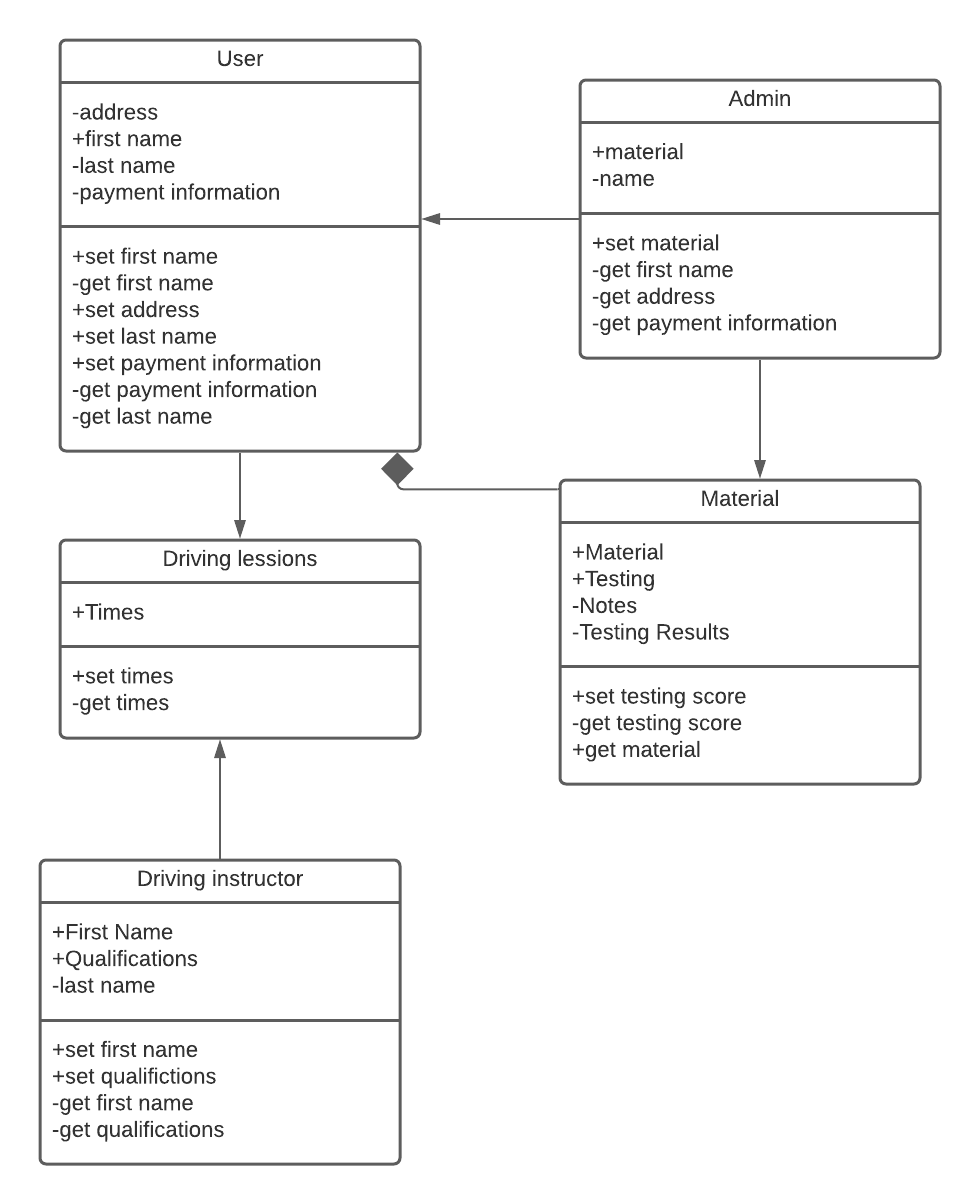 User
-address
+first name
-last name
-payment information
+set first name
-get first name
+set address
+set last name
+set payment information
-get payment information
-get last name
Admin
+material
-name
+set material
-get first name
-get address
-get payment information
Driving lessions
+Times
+set times
-get times
Material
+Material
+Testing
-Notes
-Testing Results
+set testing score
-get testing score
+get material
Driving instructor
+First Name
+Qualifications
-last name
+set first name
+set qualifictions
-get first name
-get qualifications